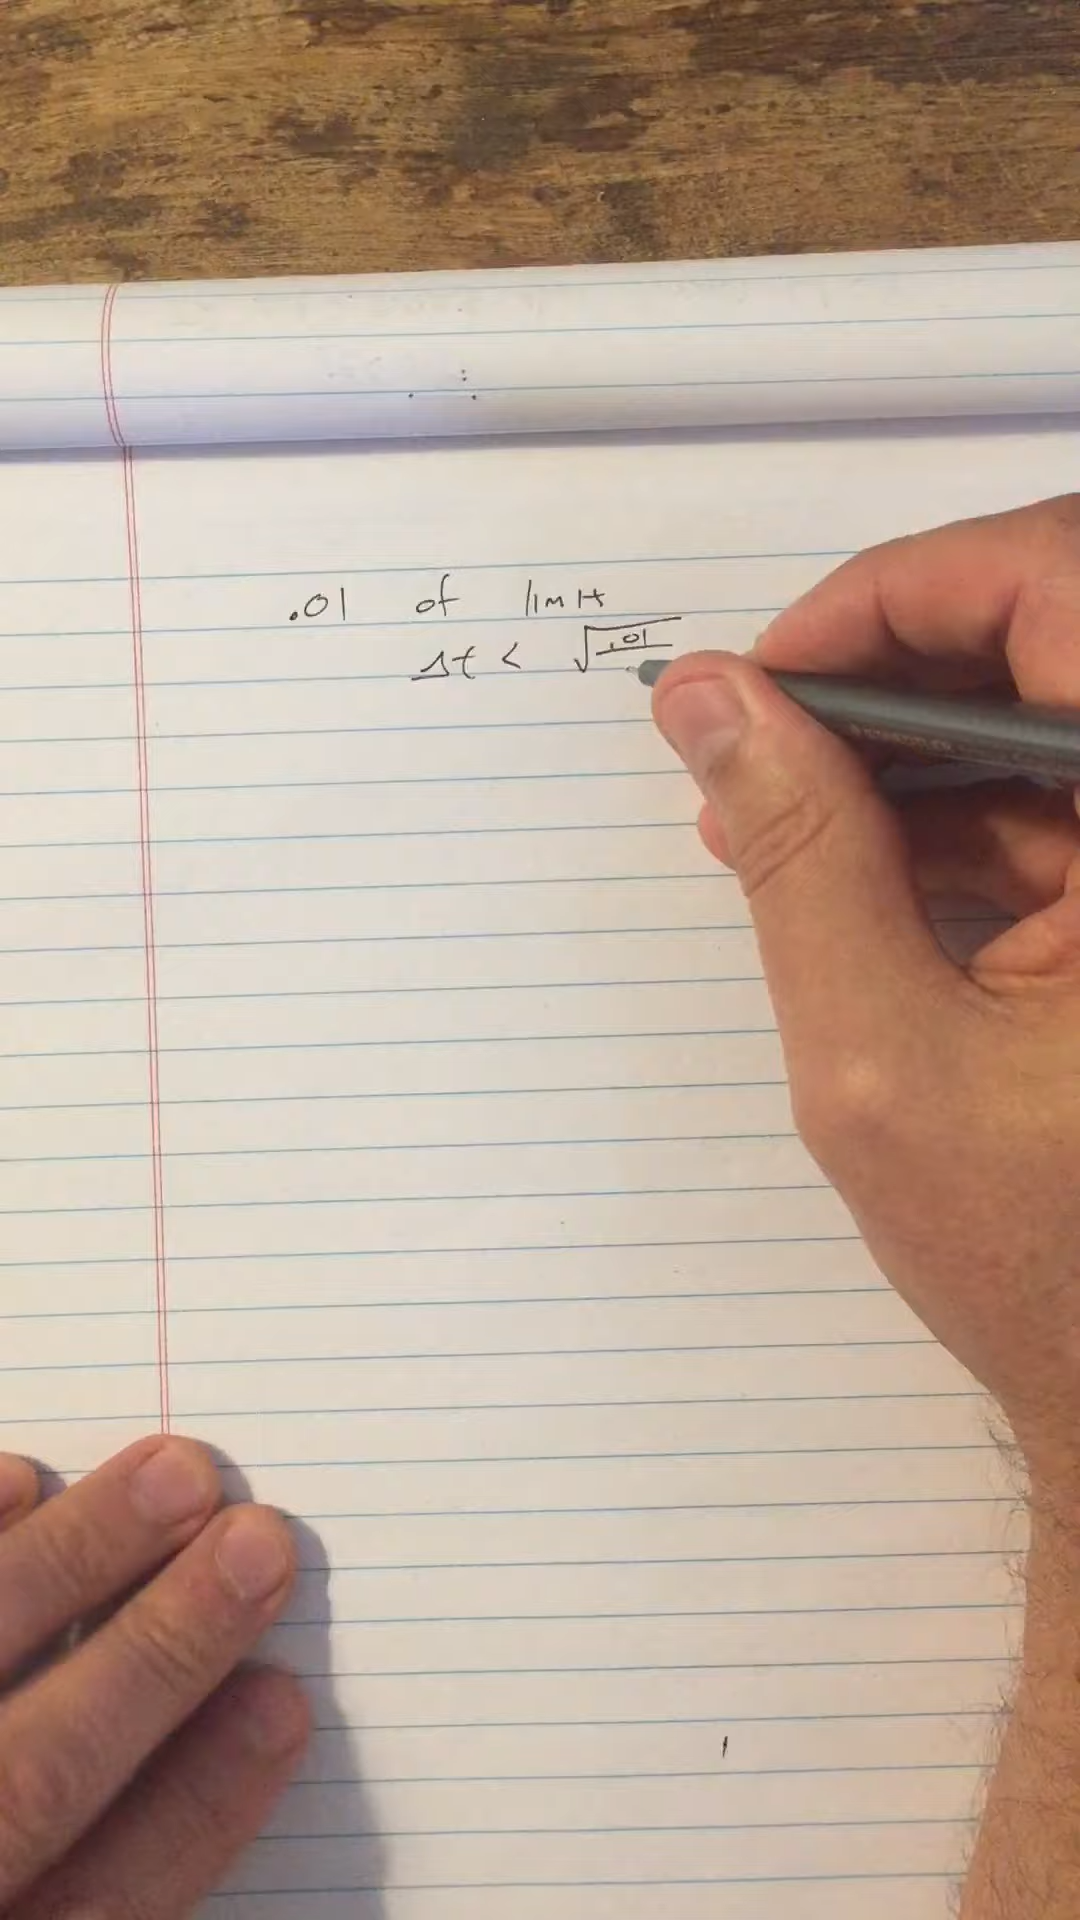 .01 of limit
Δt < √.01